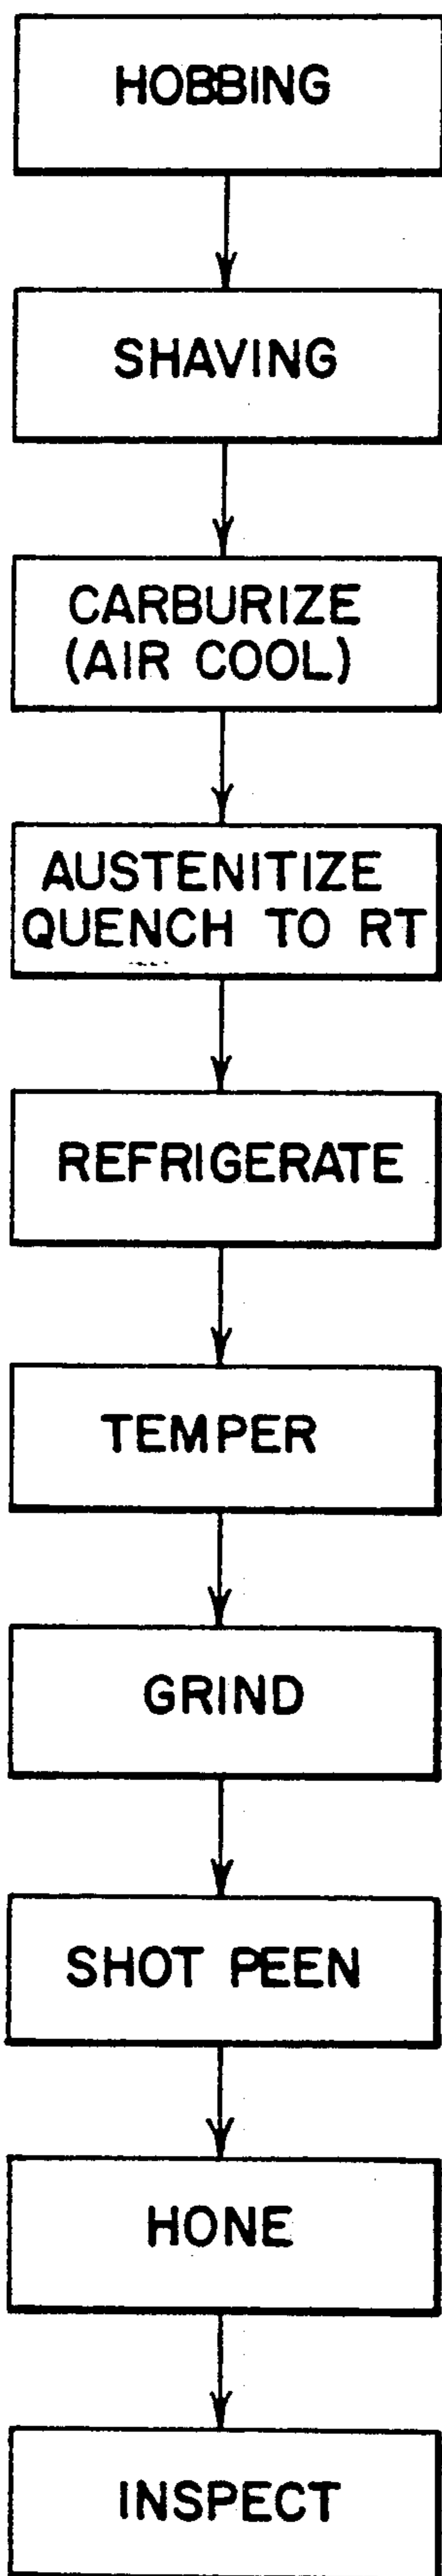 HOBBING
SHAVING
CARBURIZE
(AIR COOL)
AUSTENITIZE
QUENCH TO RT
REFRIGERATE
TEMPER
GRIND
SHOT PEEN
HONE
INSPECT